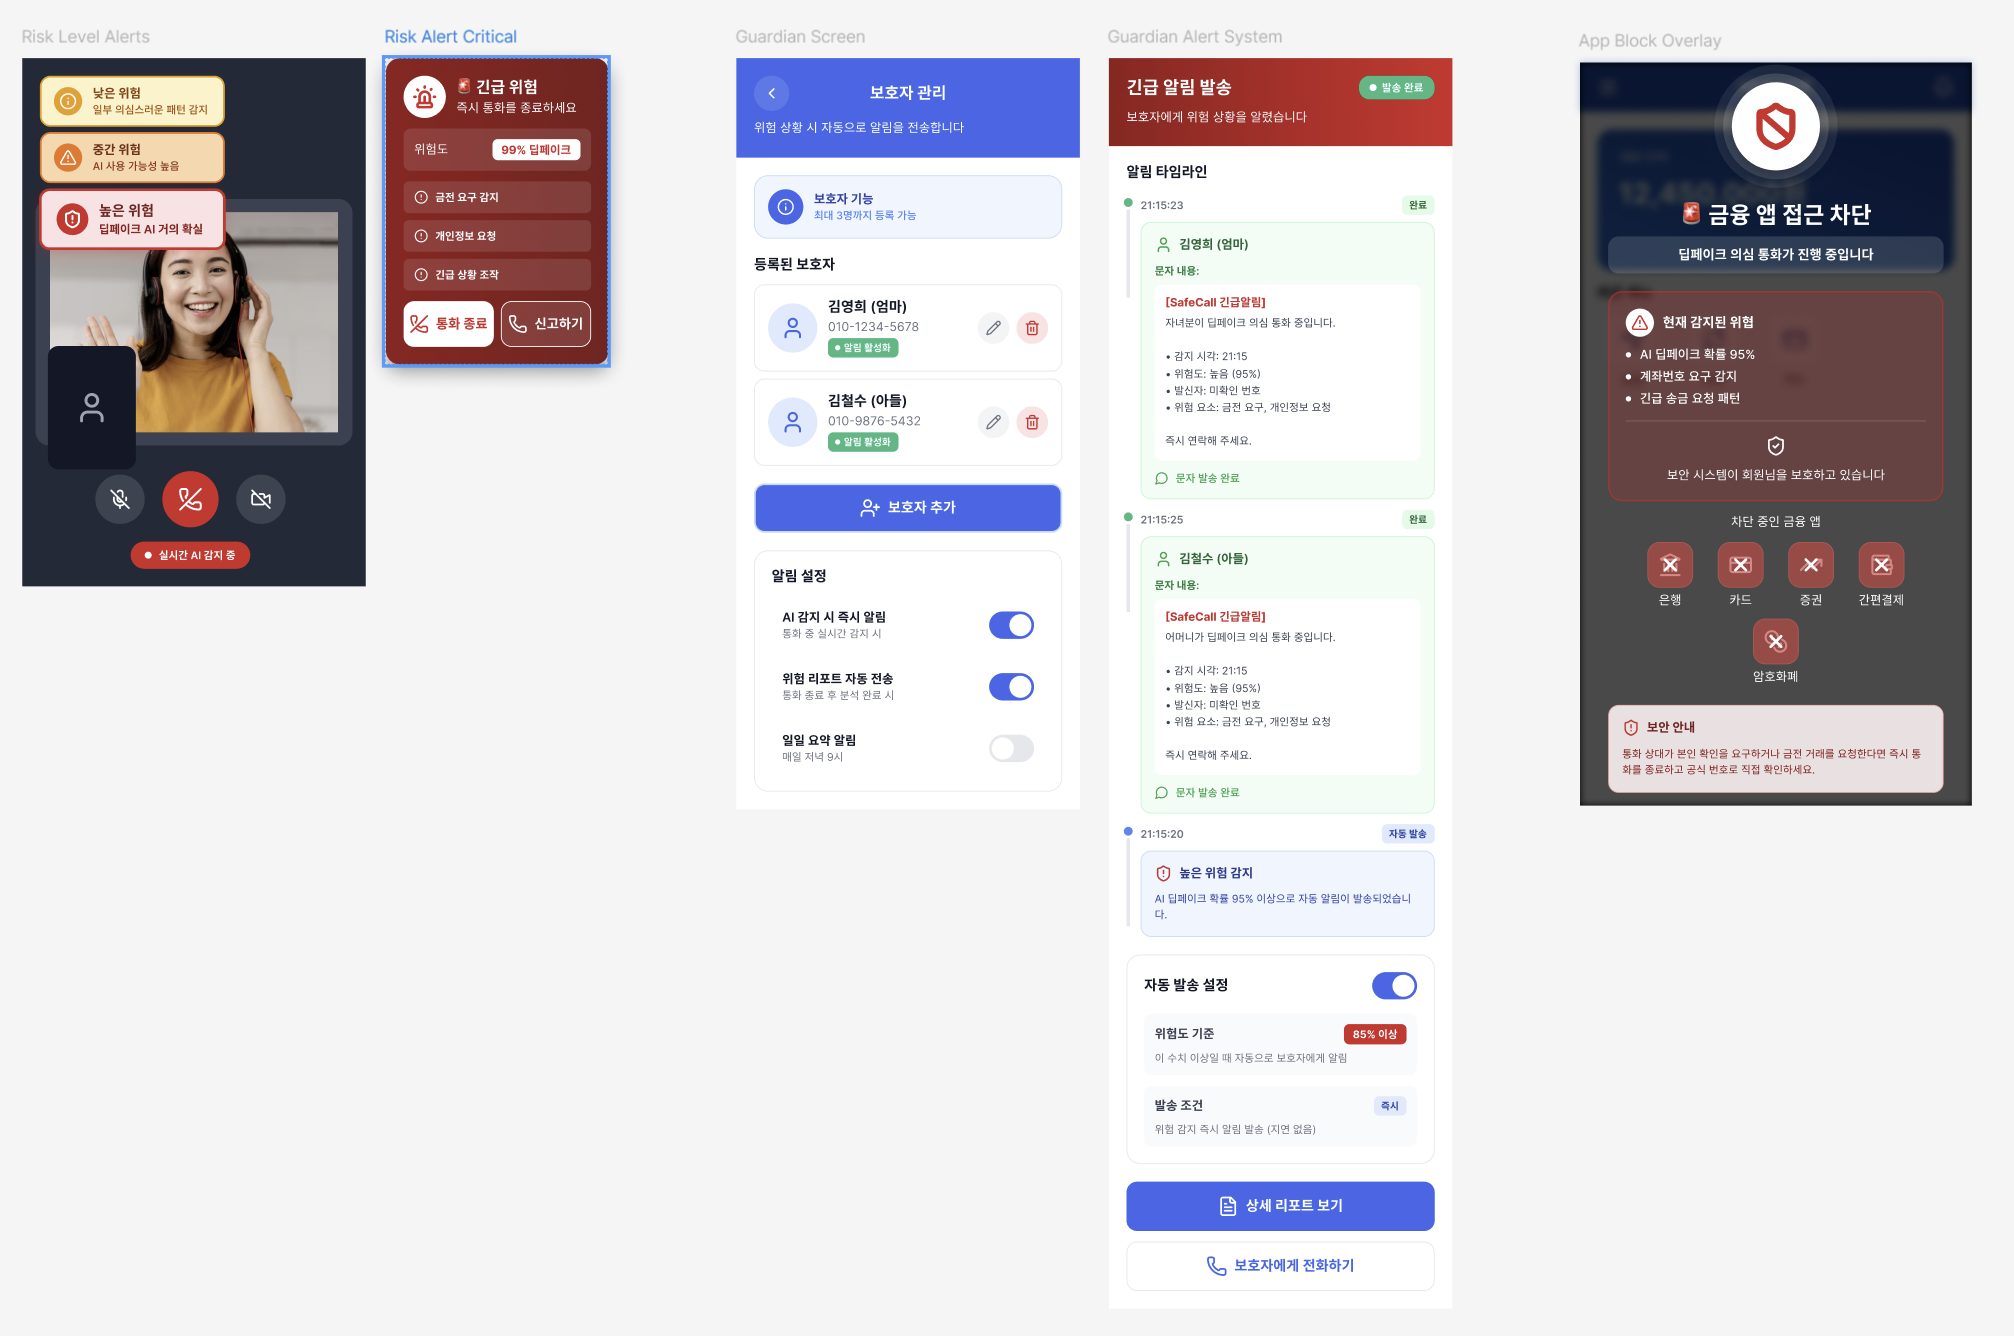 Risk Level Alerts
낮은 위험
일부 의심스러운 패턴 감지
중간 위험
AI 사용 가능성 높음
높은 위험
딥페이크 AI 거의 확실
실시간 AI 감지 중
Risk Alert Critical
🚨 긴급 위험
즉시 통화를 종료하세요
위험도
99% 딥페이크
금전 요구 감지
개인정보 요청
긴급 상황 조작
통화 종료
신고하기
Guardian Screen
보호자 관리
위험 상황 시 자동으로 알림을 전송합니다
보호자 기능
최대 3명까지 등록 가능
등록된 보호자
김영희 (엄마)
010-1234-5678
알림 활성화
김철수 (아들)
010-9876-5432
알림 활성화
보호자 추가
알림 설정
AI 감지 시 즉시 알림
통화 중 실시간 감지 시
위험 리포트 자동 전송
통화 종료 후 분석 완료 시
일일 요약 알림
매일 저녁 9시
Guardian Alert System
긴급 알림 발송
발송 완료
보호자에게 위험 상황을 알렸습니다
알림 타임라인
21:15:23
완료
김영희 (엄마)
문자 내용:
[SafeCall 긴급알림]
자녀분이 딥페이크 의심 통화 중입니다.
• 감지 시각: 21:15
• 위험도: 높음 (95%)
• 발신자: 미확인 번호
• 위험 요소: 금전 요구, 개인정보 요청
즉시 연락해 주세요.
문자 발송 완료
21:15:25
완료
김철수 (아들)
문자 내용:
[SafeCall 긴급알림]
어머니가 딥페이크 의심 통화 중입니다.
• 감지 시각: 21:15
• 위험도: 높음 (95%)
• 발신자: 미확인 번호
• 위험 요소: 금전 요구, 개인정보 요청
즉시 연락해 주세요.
문자 발송 완료
21:15:20
자동 발송
높은 위험 감지
AI 딥페이크 확률 95% 이상으로 자동 알림이 발송되었습니
다.
자동 발송 설정
위험도 기준
85% 이상
이 수치 이상일 때 자동으로 보호자에게 알림
발송 조건
즉시
위험 감지 즉시 알림 발송 (지연 없음)
상세 리포트 보기
보호자에게 전화하기
App Block Overlay
🚨 금융 앱 접근 차단
딥페이크 의심 통화가 진행 중입니다
현재 감지된 위협
• AI 딥페이크 확률 95%
• 계좌번호 요구 감지
• 긴급 송금 요청 패턴
보안 시스템이 회원님을 보호하고 있습니다
차단 중인 금융 앱
은행
카드
증권
간편결제
암호화폐
보안 안내
통화 상대가 본인 확인을 요구하거나 금전 거래를 요청한다면 즉시 통
화를 종료하고 공식 번호로 직접 확인하세요.